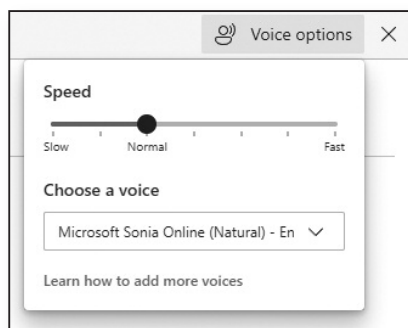 Voice options
Speed
Slow Normal Fast
Choose a voice
Microsoft Sonia Online (Natural) - En
Learn how to add more voices